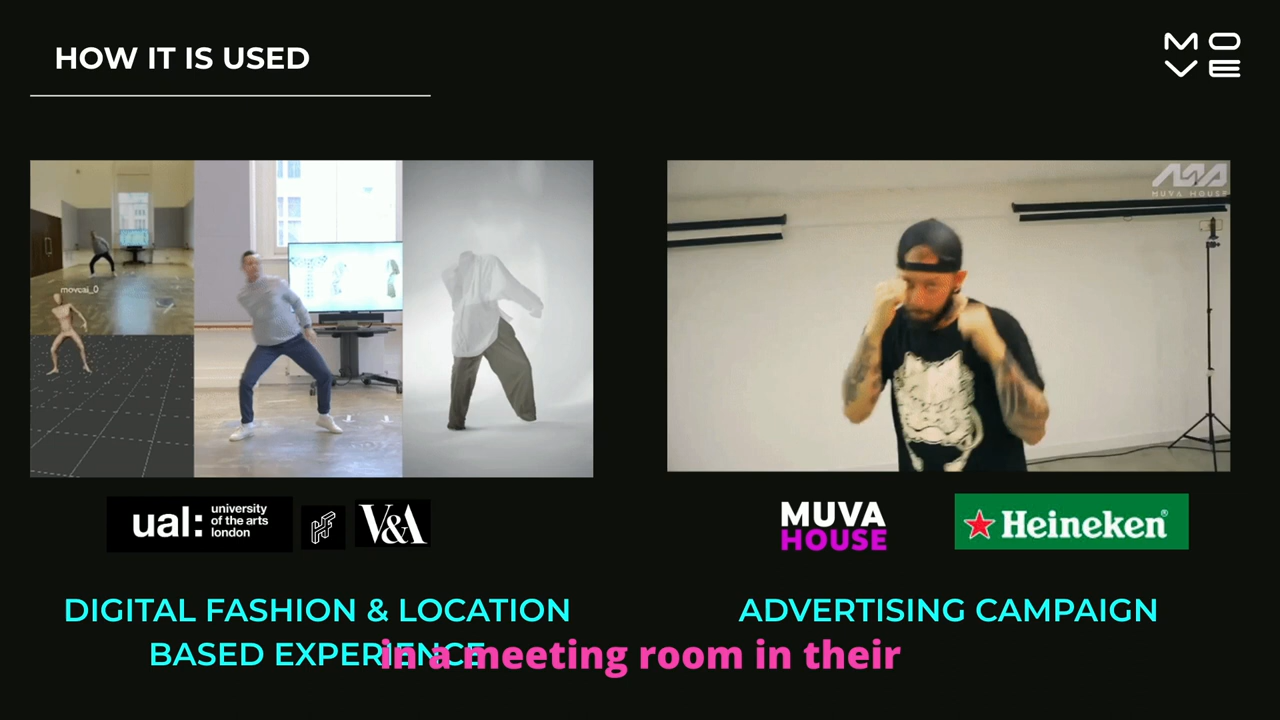 HOW IT IS USED
MOVE
movcai_0
MUVA HOUSE
ual: university
of the arts
london
V&A
MUVA
HOUSE
Heineken®
DIGITAL FASHION & LOCATION
BASED EXPERIENCE
ADVERTISING CAMPAIGN
in a meeting room in their